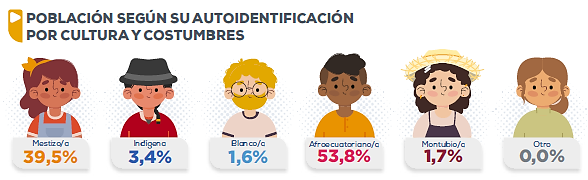 POBLACIÓN SEGÚN SU AUTOIDENTIFICACIÓN
POR CULTURA Y COSTUMBRES
Mestizo/a Indígena Blanco/a Afroecuatoriano/a Montubio/a Otro
39,5% 3,4% 1,6% 53,8% 1,7% 0,0%